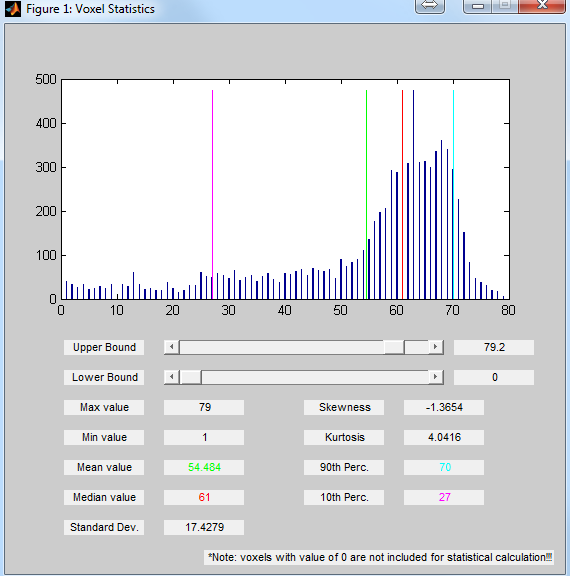 Figure 1: Voxel Statistics
500
400
300
200
100
0
0 10 20 30 40 50 60 70 80
Upper Bound 79.2
Lower Bound 0
Max value 79 Skewness -1.3654
Min value 1 Kurtosis 4.0416
Mean value 54.484 90th Perc. 70
Median value 61 10th Perc. 27
Standard Dev. 17.4279
*Note: voxels with value of 0 are not included for statistical calculation